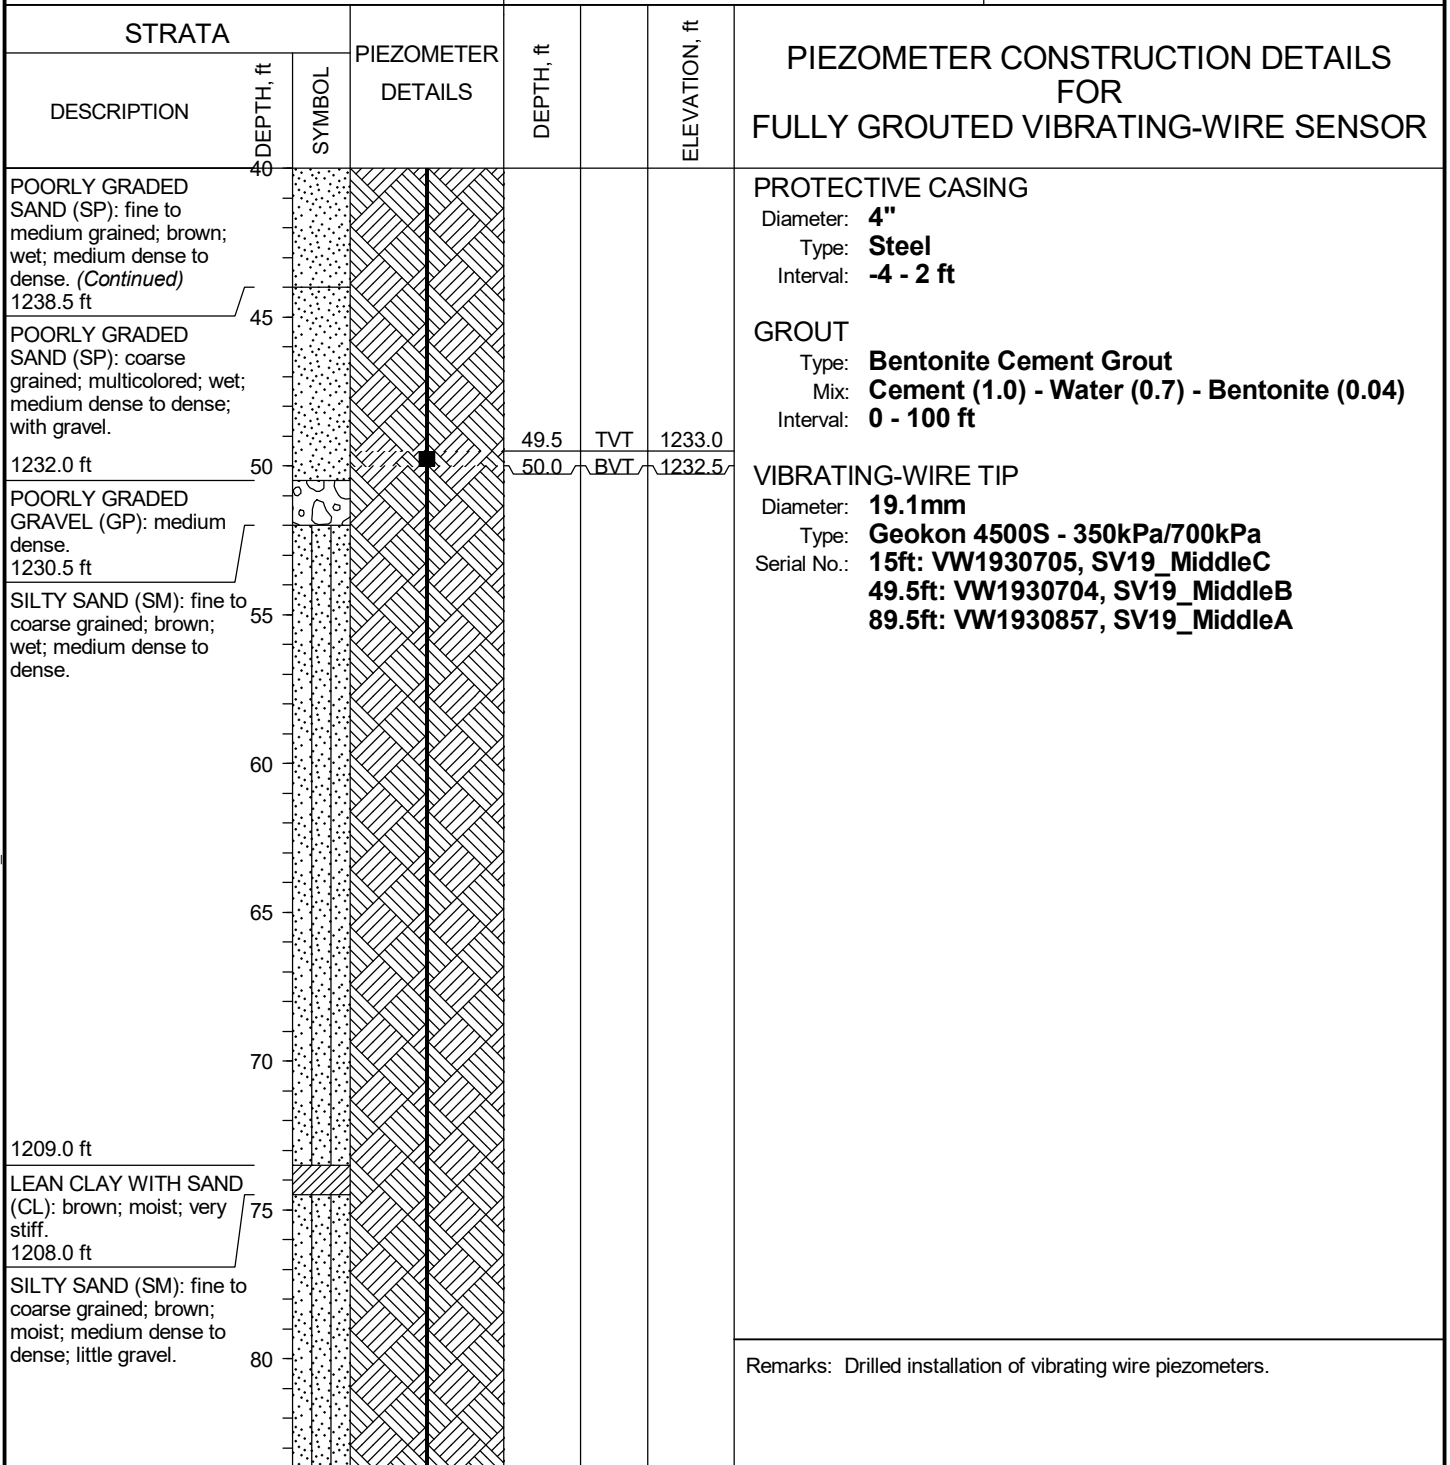 STRATA
DESCRIPTION
DEPTH, ft
SYMBOL
PIEZOMETER
DETAILS
DEPTH, ft
ELEVATION, ft
PIEZOMETER CONSTRUCTION DETAILS
FOR
FULLY GROUTED VIBRATING-WIRE SENSOR
40
POORLY GRADED
SAND (SP): fine to
medium grained; brown;
wet; medium dense to
dense. (Continued)
1238.5 ft
45
POORLY GRADED
SAND (SP): coarse
grained; multicolored; wet;
medium dense to dense;
with gravel.
1232.0 ft
50
POORLY GRADED
GRAVEL (GP): medium
dense.
1230.5 ft
SILTY SAND (SM): fine to
coarse grained; brown;
wet; medium dense to
dense.
55
60
65
70
1209.0 ft
LEAN CLAY WITH SAND
(CL): brown; moist; very
stiff.
1208.0 ft
75
SILTY SAND (SM): fine to
coarse grained; brown;
moist; medium dense to
dense; little gravel.
80
49.5 TVT 1233.0
50.0 BVT 1232.5
PROTECTIVE CASING
Diameter: 4"
Type: Steel
Interval: -4 - 2 ft
GROUT
Type: Bentonite Cement Grout
Mix: Cement (1.0) - Water (0.7) - Bentonite (0.04)
Interval: 0 - 100 ft
VIBRATING-WIRE TIP
Diameter: 19.1mm
Type: Geokon 4500S - 350kPa/700kPa
Serial No.: 15ft: VW1930705, SV19_MiddleC
49.5ft: VW1930704, SV19_MiddleB
89.5ft: VW1930857, SV19_MiddleA
Remarks: Drilled installation of vibrating wire piezometers.